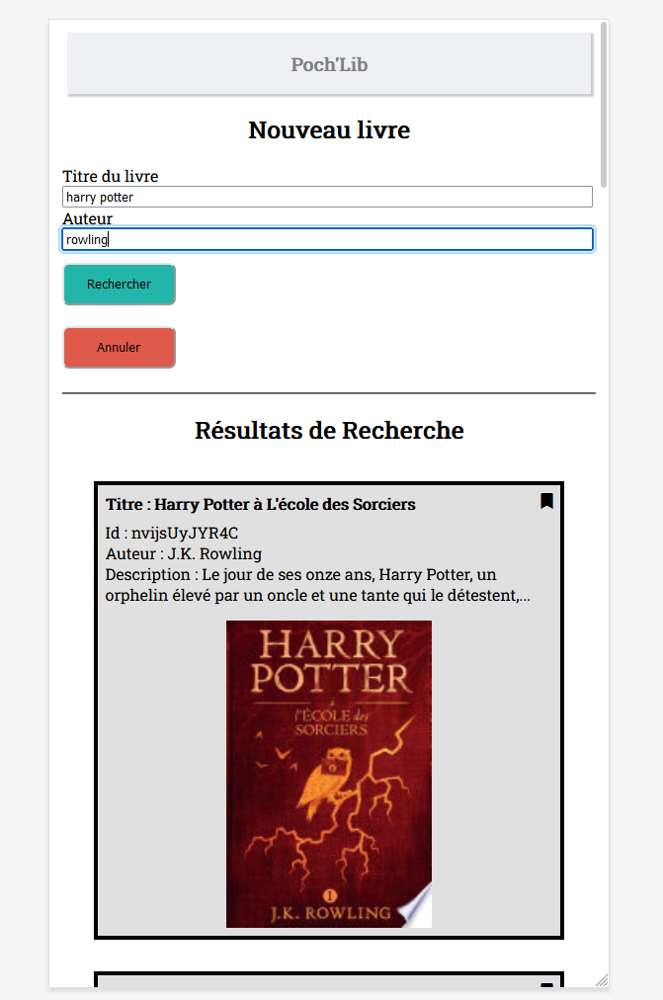 Poch'Lib
Nouveau livre
Titre du livre
harry potter
Auteur
rowling
Rechercher
Annuler
Résultats de Recherche
Titre : Harry Potter à L'école des Sorciers
Id : nvijsUyJYR4C
Auteur : J.K. Rowling
Description : Le jour de ses onze ans, Harry Potter, un
orphelin élevé par un oncle et une tante qui le détestent,...
HARRY
POTTER
à
l'ÉCOLE des
SORCIERS
1
J.K. ROWLING